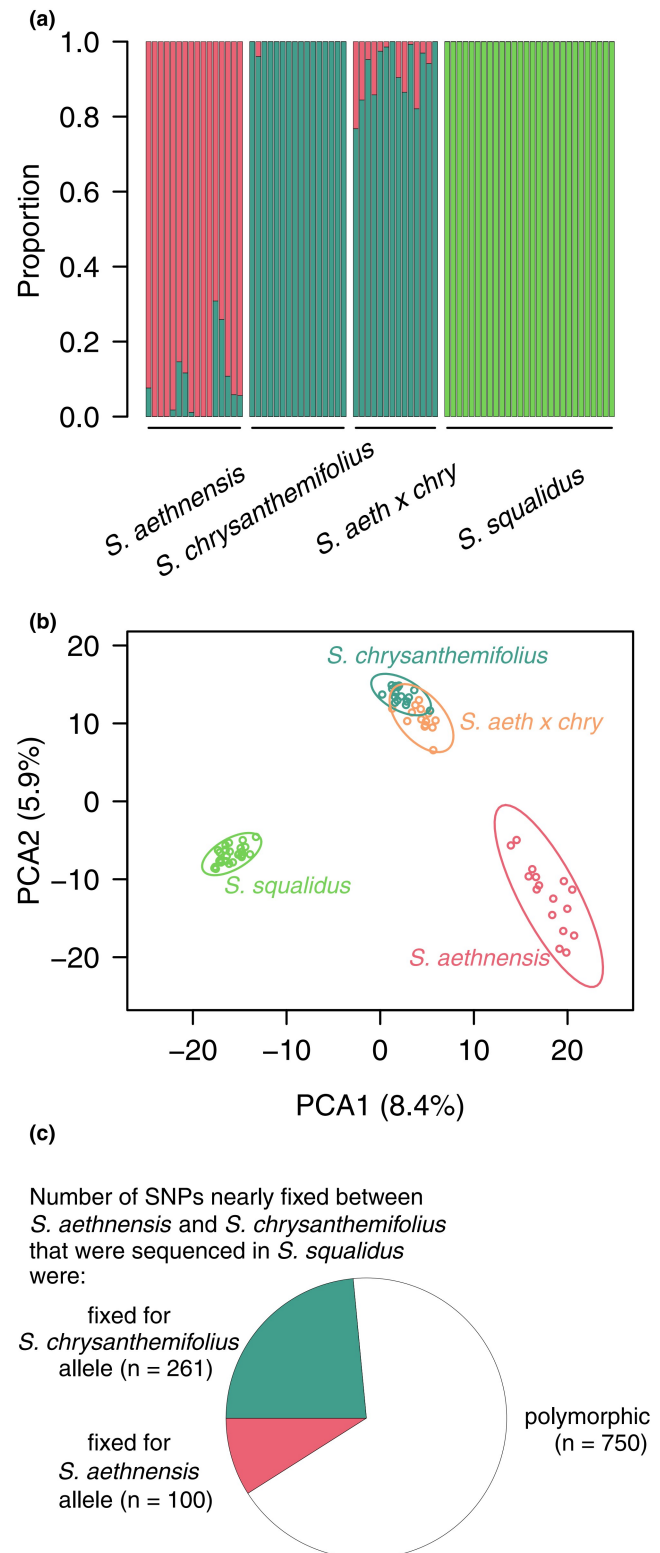 (a)
1.0
0.8
0.6
0.4
0.2
0.0
Proportion
S. aethnensis
S. chrysanthemifolius
S. aeth x chry
S. squalidus
(b)
20
10
0
−10
−20
PCA2 (5.9%)
S. chrysanthemifolius
S. aeth x chry
S. squalidus
S. aethnensis
−20
−10
0
10
20
PCA1 (8.4%)
(c)
Number of SNPs nearly fixed between
S. aethnensis and S. chrysanthemifolius
that were sequenced in S. squalidus
were:
fixed for
S. chrysanthemifolius
allele (n = 261)
fixed for
S. aethnensis
allele (n = 100)
polymorphic
(n = 750)